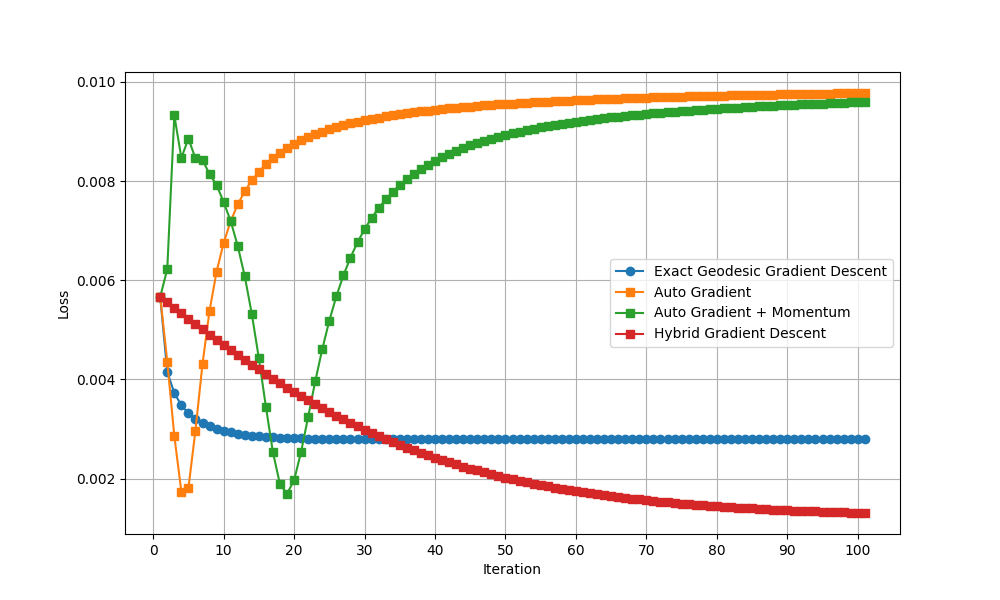 0.010
0.008
0.006
0.004
0.002
Loss
Exact Geodesic Gradient Descent
Auto Gradient
Auto Gradient + Momentum
Hybrid Gradient Descent
0 10 20 30 40 50 60 70 80 90 100
Iteration